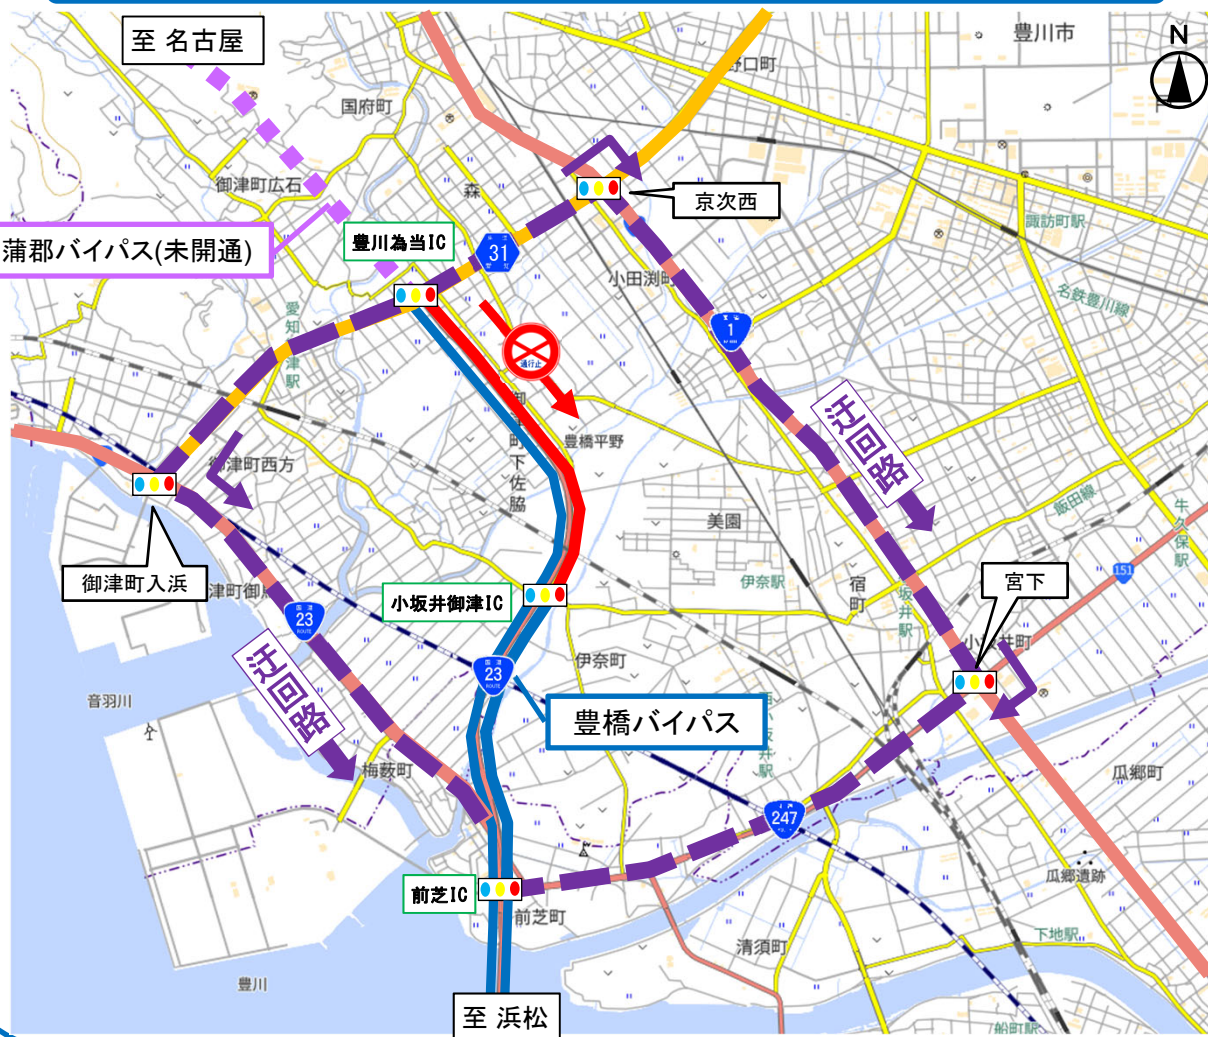 至 名古屋
豊川市
N
国府町
野口町
御津町広石
森
京次西
諏訪町駅
蒲郡バイパス(未開通)
豊川為当IC
31
小田渕町
名鉄豊川線
1
通行止
豊橋平野
迂回路
御津町下佐脇
御津町西方
美園
飯田線
牛久保駅
御津町入浜
小坂井御津IC
伊奈駅
宿町
宮下
151
23
ROUTE
小坂井町
迂回路
23
ROUTE
伊奈町
音羽川
豊橋バイパス
西小坂井駅
梅薮町
瓜郷町
247
前芝IC
前芝町
瓜郷遺跡
清須町
下地駅
豊川
至 浜松
船町駅